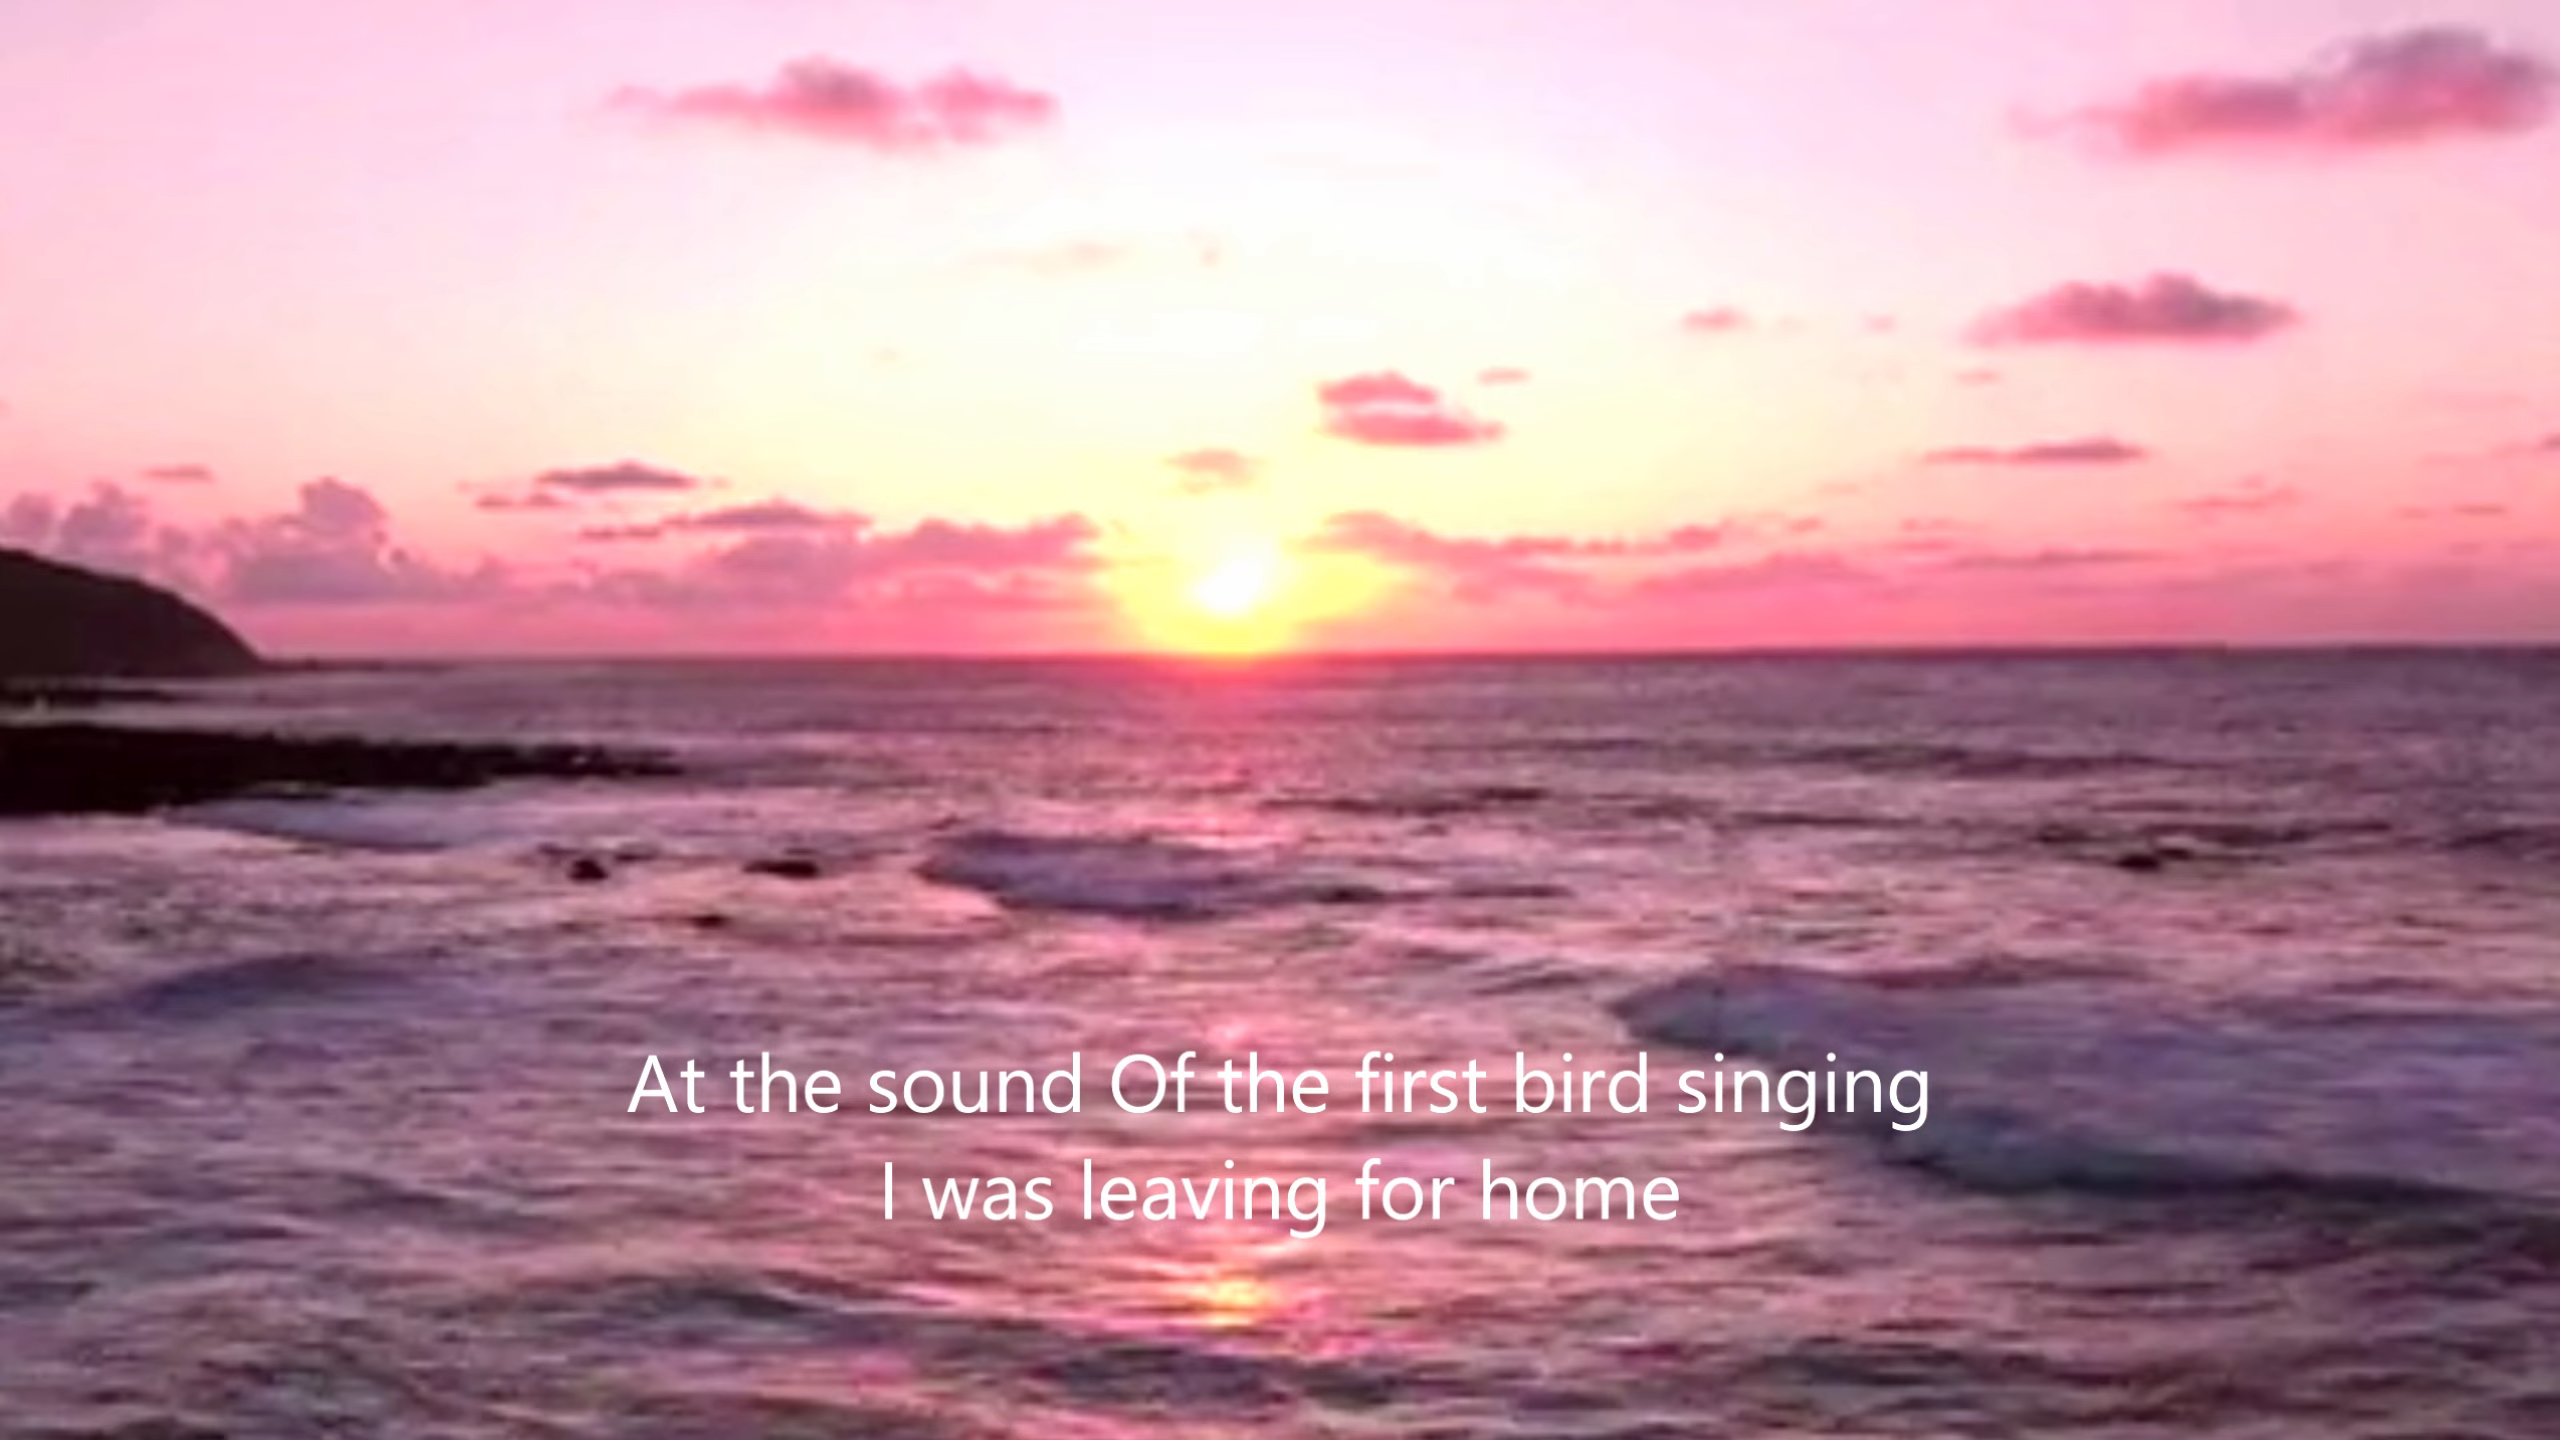 At the sound Of the first bird singing
I was leaving for home